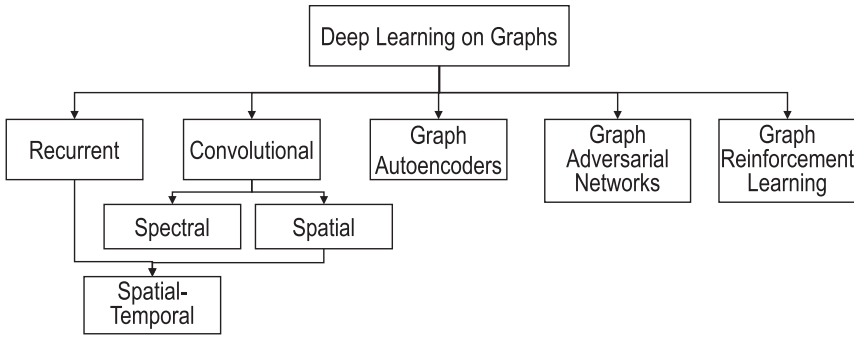 Deep Learning on Graphs
Recurrent
Convolutional
Graph
Autoencoders
Graph
Adversarial
Networks
Graph
Reinforcement
Learning
Spectral
Spatial
Spatial-
Temporal